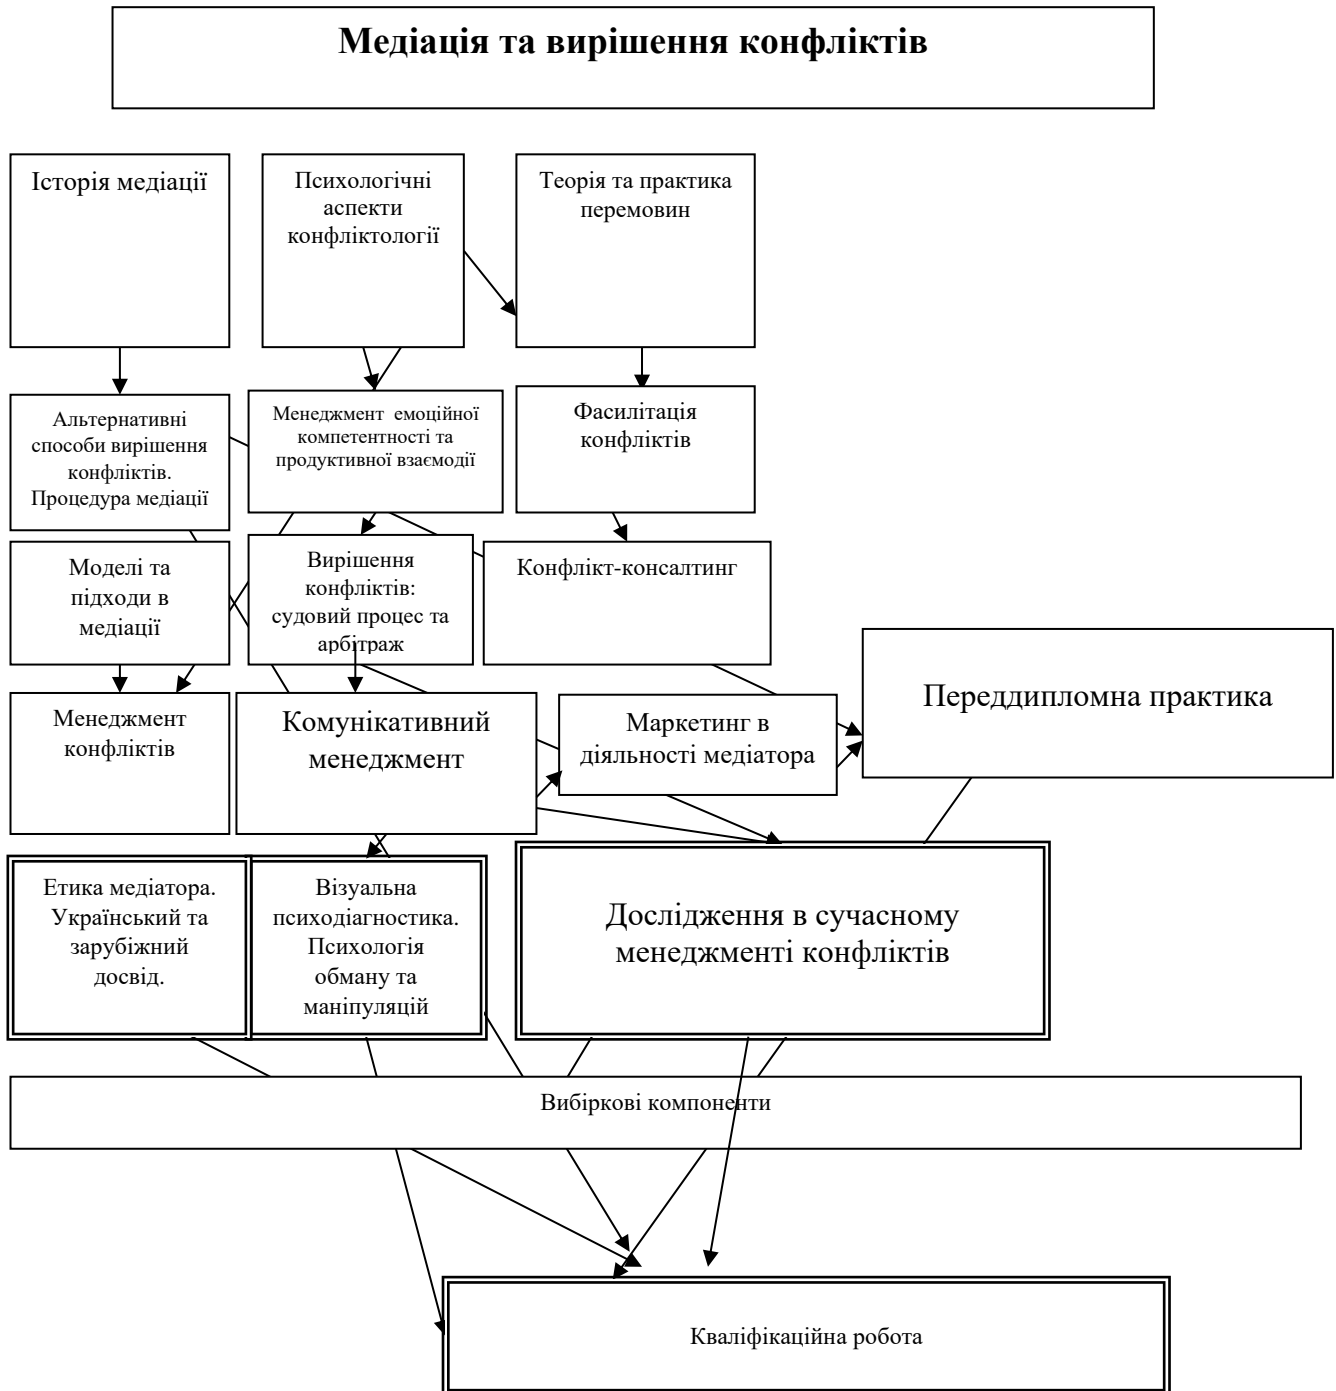 Медіація та вирішення конфліктів
Історія медіації
Психологічні
аспекти
конфліктології
Теорія та практика
перемовин
Альтернативні
способи вирішення
конфліктів.
Процедура медіації
Менеджмент емоційної
компетентності та
продуктивної взаємодії
Фасилітація
конфліктів
Моделі та
підходи в
медіації
Вирішення
конфліктів:
судовий процес та
арбітраж
Конфлікт-консалтинг
Переддипломна практика
Менеджмент
конфліктів
Комунікативний
менеджмент
Маркетинг в
діяльності медіатора
Етика медіатора.
Український та
зарубіжний
досвід.
Візуальна
психодіагностика.
Психологія
обману та
маніпуляцій
Дослідження в сучасному
менеджменті конфліктів
Вибіркові компоненти
Кваліфікаційна робота